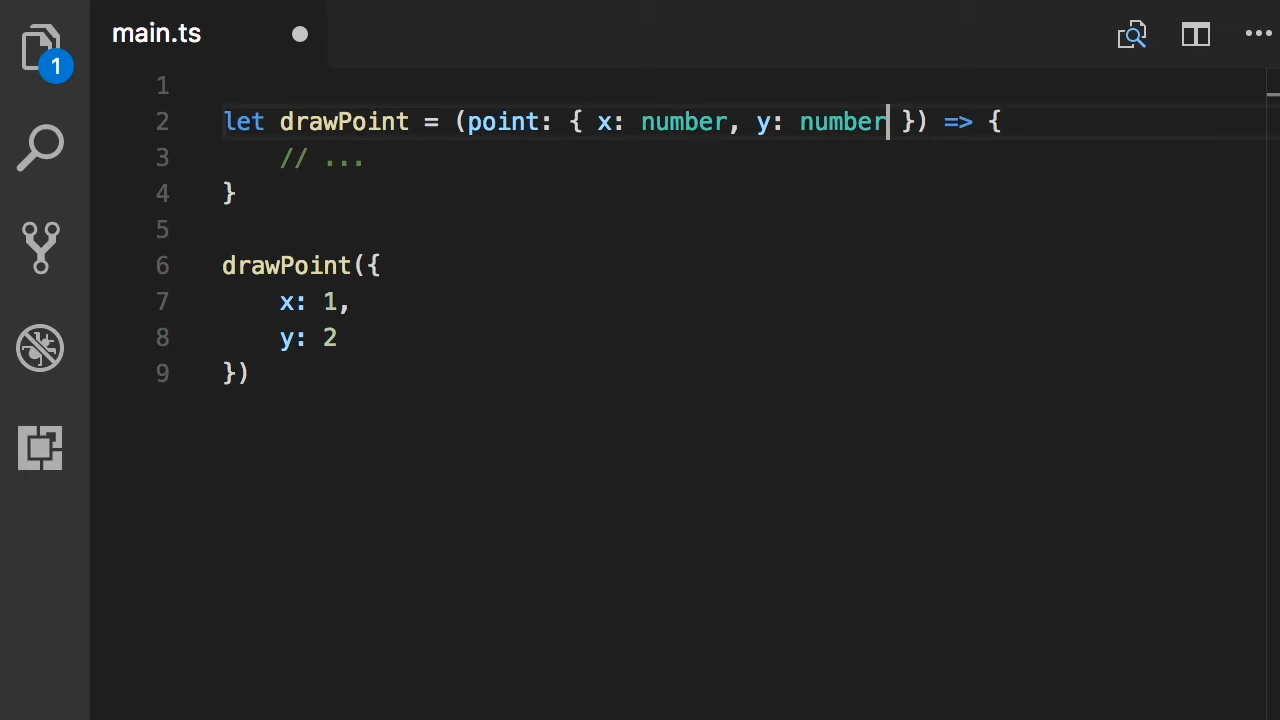 main.ts
1
1
2 let drawPoint = (point: { x: number, y: number }) => {
3 // ...
4 }
5
6 drawPoint({
7 x: 1,
8 y: 2
9 })